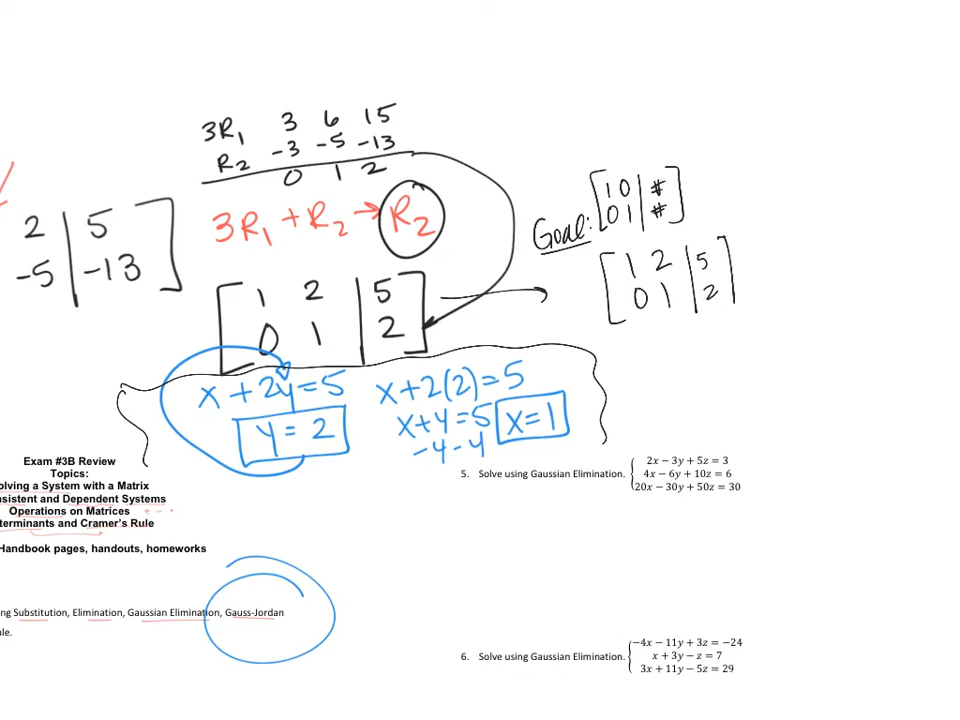 3R1 3 6 15
R2 -3 -5 -13
0 1 2
3R1 + R2 → R2
2 | 5
-5 | -13
1 2 | 5
0 1 | 2
Goal: [1 0 | #
0 1 | #]
1 2 | 5
0 1 | 2
x + 2y = 5
y = 2
x + 2(2) = 5
x + 4 = 5
-4 -4
x = 1
Exam #3B Review
Topics:
olving a System with a Matrix
nsistent and Dependent Systems
Operations on Matrices + - ·
terminants and Cramer's Rule
Handbook pages, handouts, homeworks
ng Substitution, Elimination, Gaussian Elimination, Gauss-Jordan
ule.
5. Solve using Gaussian Elimination. { 2x − 3y + 5z = 3
4x − 6y + 10z = 6
20x − 30y + 50z = 30
6. Solve using Gaussian Elimination. { −4x − 11y + 3z = −24
x + 3y − z = 7
3x + 11y − 5z = 29